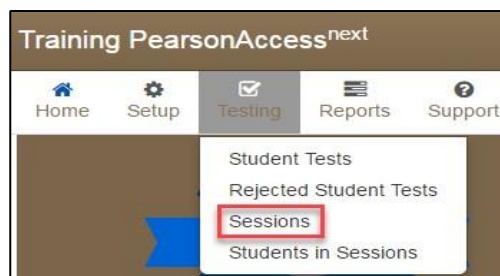 Training PearsonAccessnext
Home Setup Testing Reports Support
Student Tests
Rejected Student Tests
Sessions
Students in Sessions